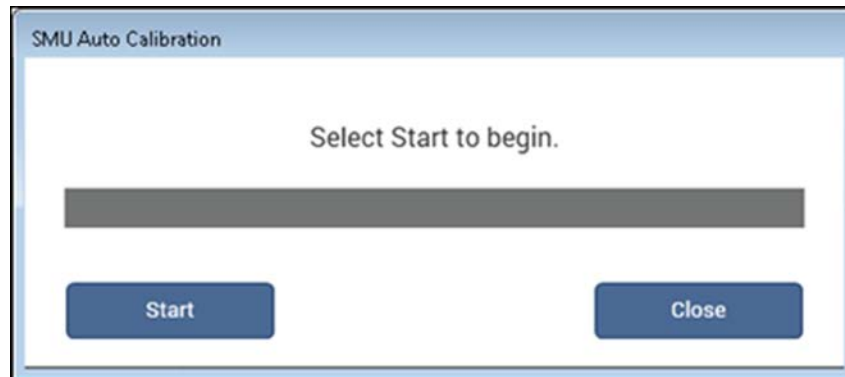 SMU Auto Calibration
Select Start to begin.
Start
Close